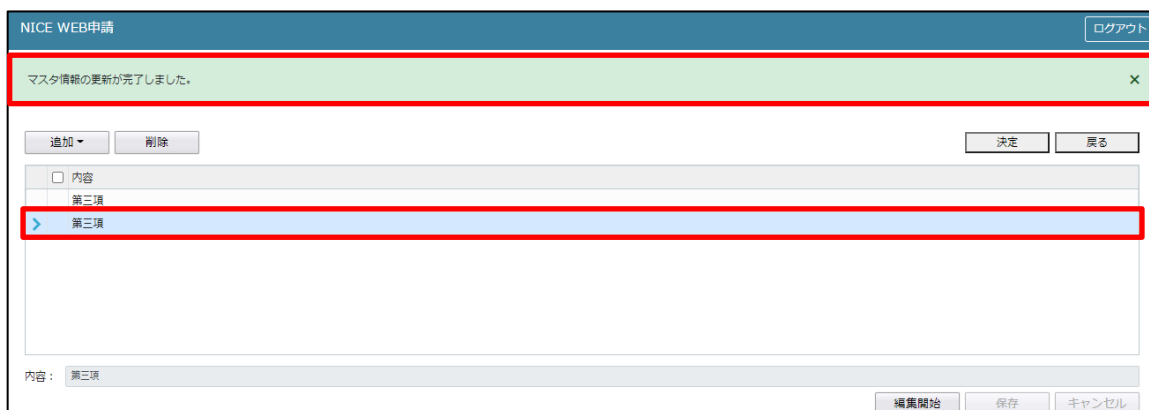 NICE WEB申請 ログアウト
マスタ情報の更新が完了しました。 ×
追加 削除 決定 戻る
内容
第三項
第三項
内容： 第三項
編集開始 保存 キャンセル